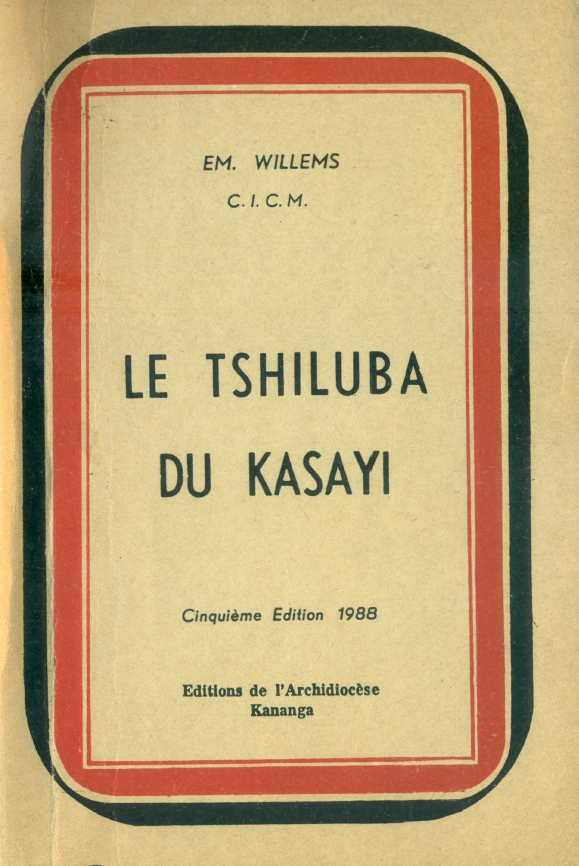 EM. WILLEMS
C. I. C. M.
LE TSHILUBA
DU KASAYI
Cinquième Edition 1988
Editions de l'Archidiocèse
Kananga